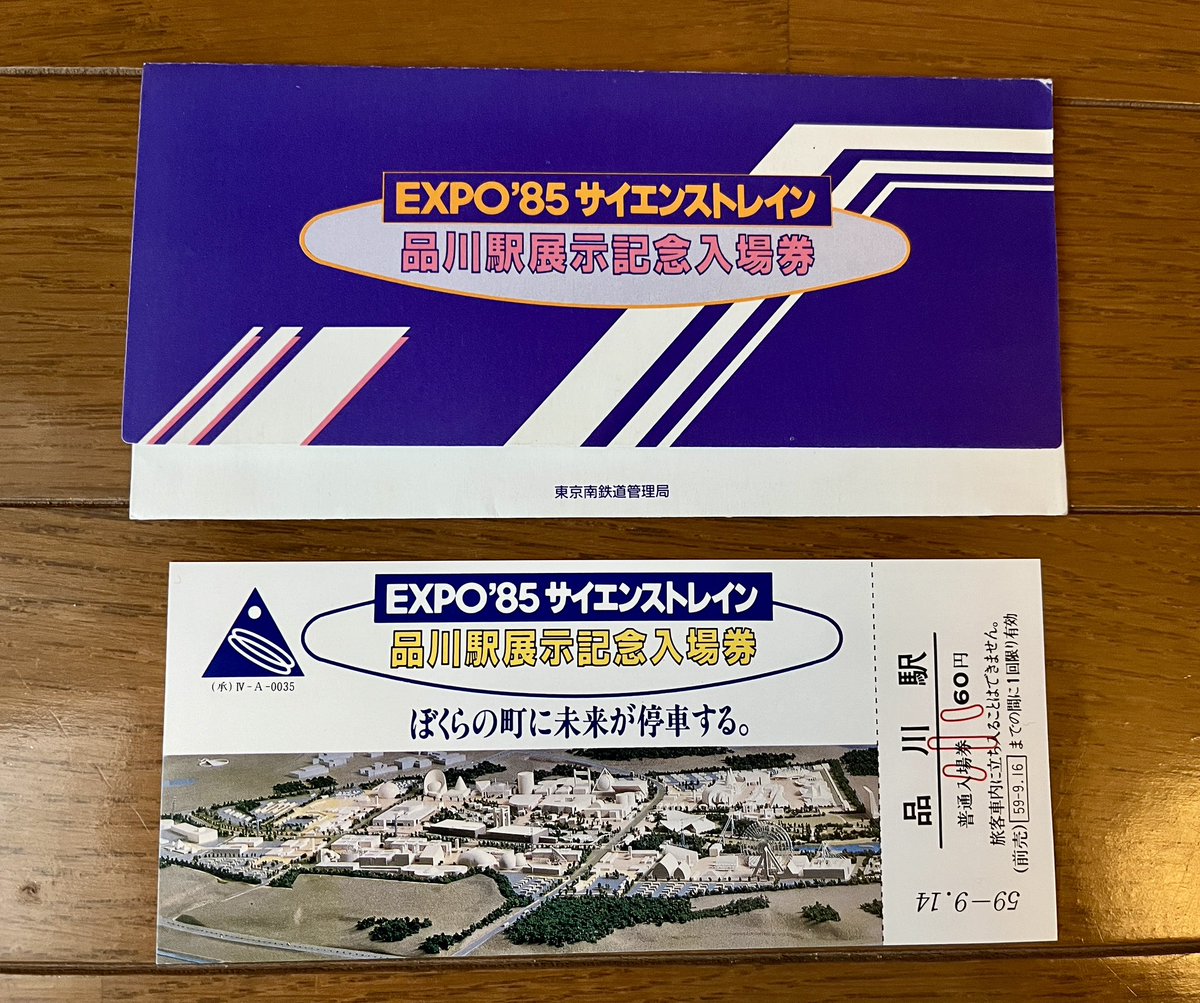 EXPO'85 サイエンストレイン
品川駅展示記念入場券
東京南鉄道管理局
EXPO'85 サイエンストレイン
品川駅展示記念入場券
(承)Ⅳ-A-0035
ぼくらの町に未来が停車する。
品川駅
普通入場券 60円
旅客車内に立ち入ることはできません。
(前売) 59-9.16 までの間に1回限り有効
59-9.14